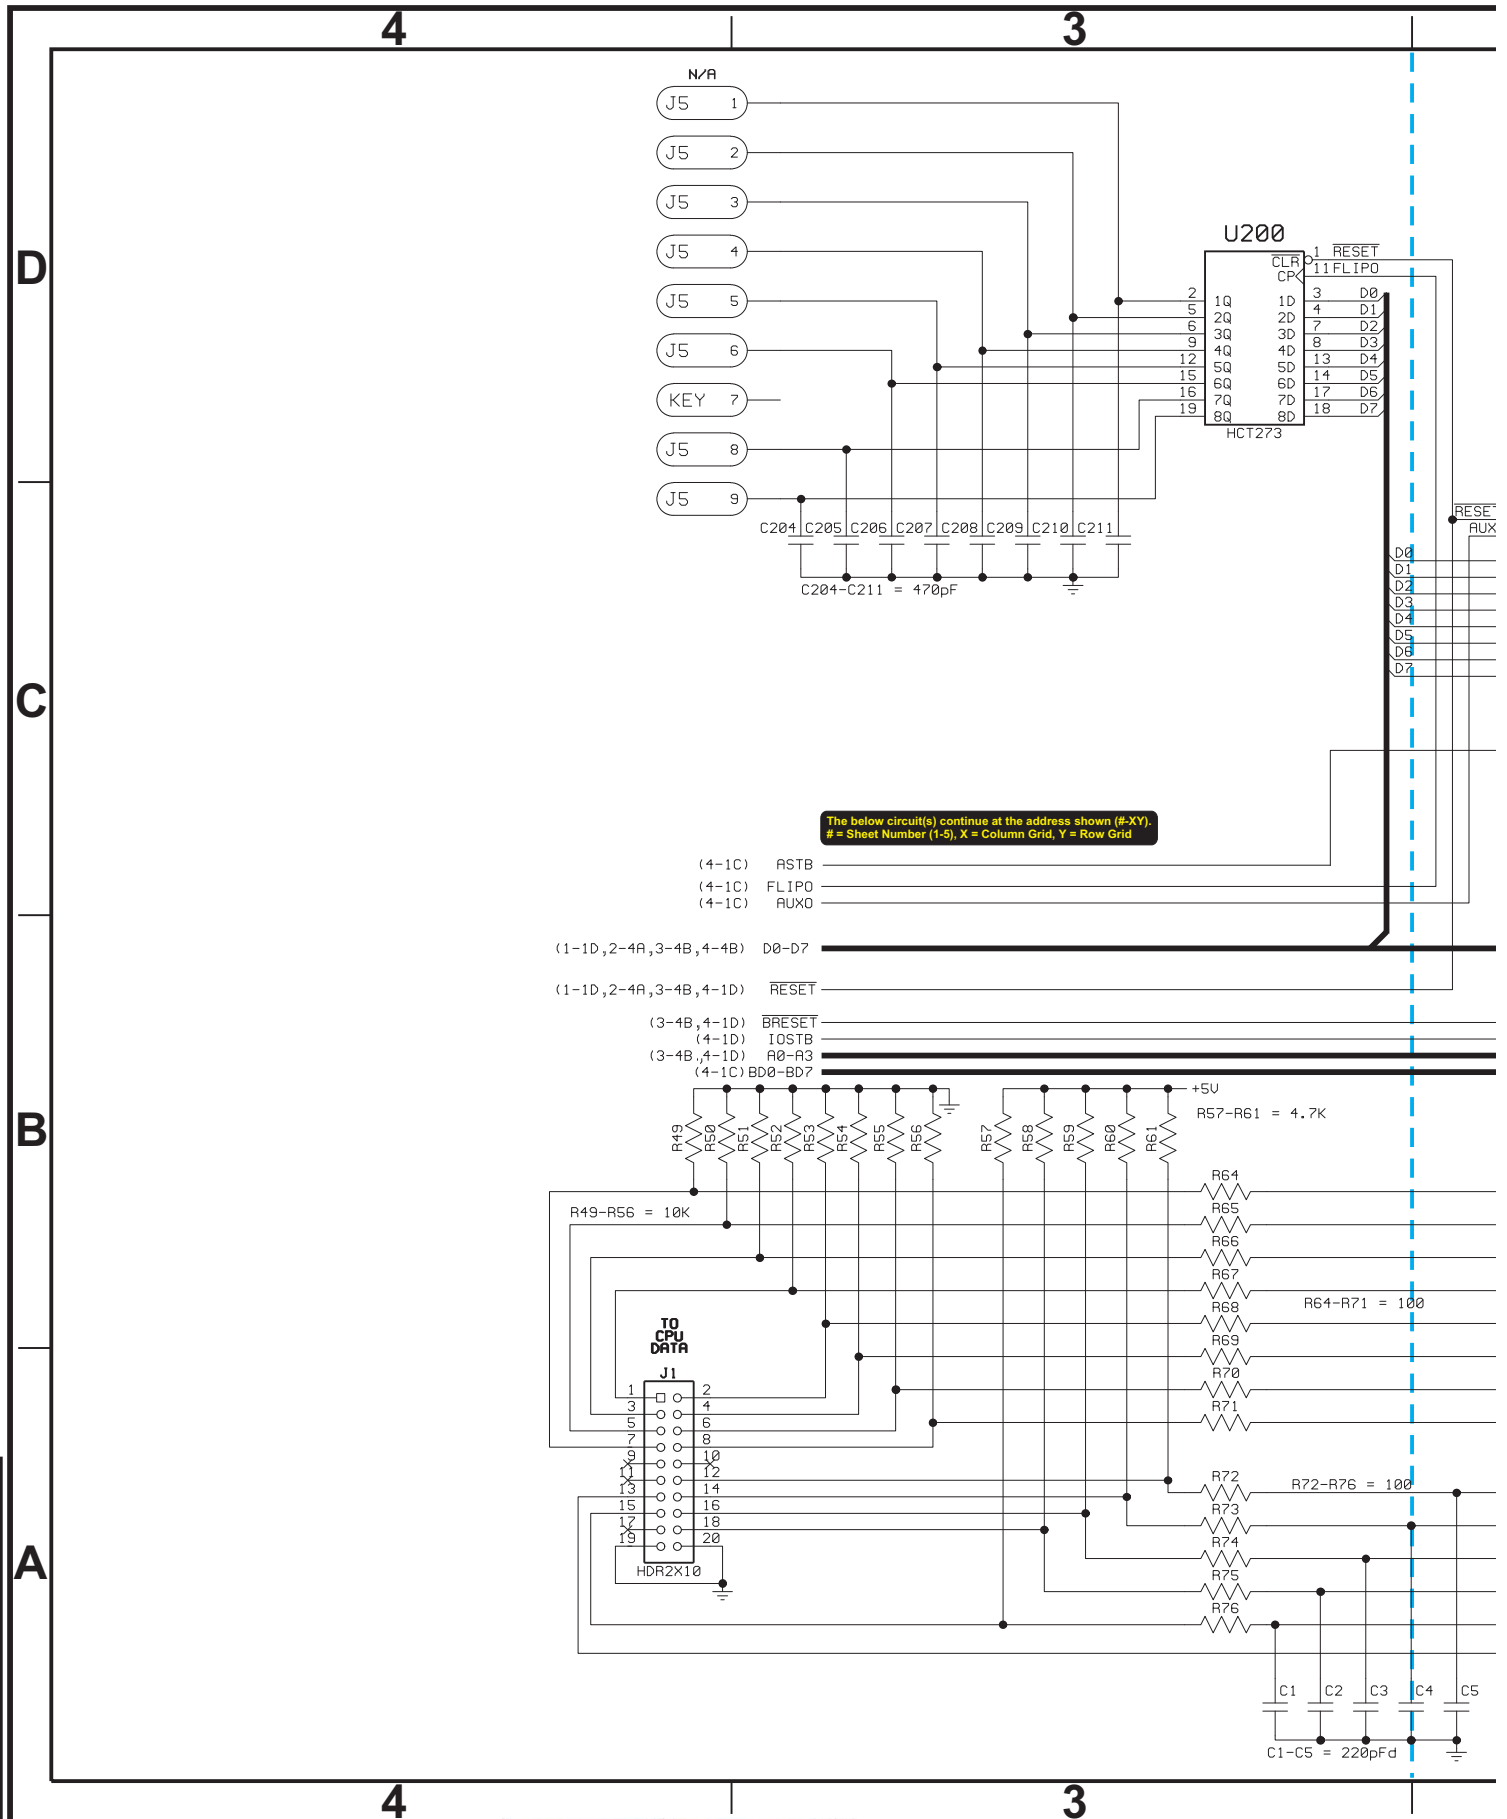 4 3
N/A
J5 1
J5 2
J5 3
J5 4
J5 5
J5 6
KEY 7
J5 8
J5 9
D
U200
CLR 1 RESET
CP 11 FLIPO
2 1Q 1D 3 D0
5 2Q 2D 4 D1
6 3Q 3D 7 D2
9 4Q 4D 8 D3
12 5Q 5D 13 D4
15 6Q 6D 14 D5
16 7Q 7D 17 D6
19 8Q 8D 18 D7
HCT273
C204 C205 C206 C207 C208 C209 C210 C211
C204-C211 = 470pF
RESET
AUX
D0
D1
D2
D3
D4
D5
D6
D7
C
The below circuit(s) continue at the address shown (#-XY).
# = Sheet Number (1-5), X = Column Grid, Y = Row Grid
(4-1C) ASTB
(4-1C) FLIPO
(4-1C) AUXO
(1-1D,2-4A,3-4B,4-4B) D0-D7
(1-1D,2-4A,3-4B,4-1D) RESET
(3-4B,4-1D) BRESET
(4-1D) IOSTB
(3-4B,4-1D) A0-A3
(4-1C) BD0-BD7
B
+5V
R57-R61 = 4.7K
R49 R50 R51 R52 R53 R54 R55 R56 R57 R58 R59 R60 R61
R49-R56 = 10K
R64
R65
R66
R67
R64-R71 = 100
R68
R69
R70
R71
TO
CPU
DATA
J1
1 2
3 4
5 6
7 8
9 10
11 12
13 14
15 16
17 18
19 20
HDR2X10
A
R72 R72-R76 = 100
R73
R74
R75
R76
C1 C2 C3 C4 C5
C1-C5 = 220pFd
4 3